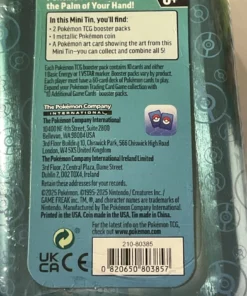 the Palm of Your Hand!
6+
In this Mini Tin, you'll find:
• 2 Pokémon TCG booster packs
• 1 metallic Pokémon coin
• A Pokémon art card showing the art from this
Mini Tin—you can collect and combine all 5!
Each Pokémon TCG booster pack contains 10 cards and either
1 Basic Energy or 1 VSTAR marker. Booster packs vary by product.
Each player must have a 60-card deck of Pokémon cards to play.
Expand your Pokémon Trading Card Game collection with
10 Additional Game Cards booster packs.
The Pokémon Company
INTERNATIONAL
The Pokémon Company International
10400 NE 4th Street, Suite 2800
Bellevue, WA 98004 USA
3rd Floor Building 10, Chiswick Park, 566 Chiswick High Road
London, W4 5XS United Kingdom
The Pokémon Company International Ireland Limited
3rd Floor, 2 Central Plaza, Dame Street
Dublin 2, D02 T0X4, Ireland
Retain these addresses for your records.
©2025 Pokémon. ©1995-2025 Nintendo / Creatures Inc. /
GAME FREAK inc. TM, ®, and character names are trademarks of
Nintendo. Manufactured by The Pokémon Company International.
Product is printed in USA. Coin made in USA. Tin made in China.
For the latest info on the Pokémon TCG,
check out www.pokemon.com.
UK
CA
CE
210-80385
0 820650 803857